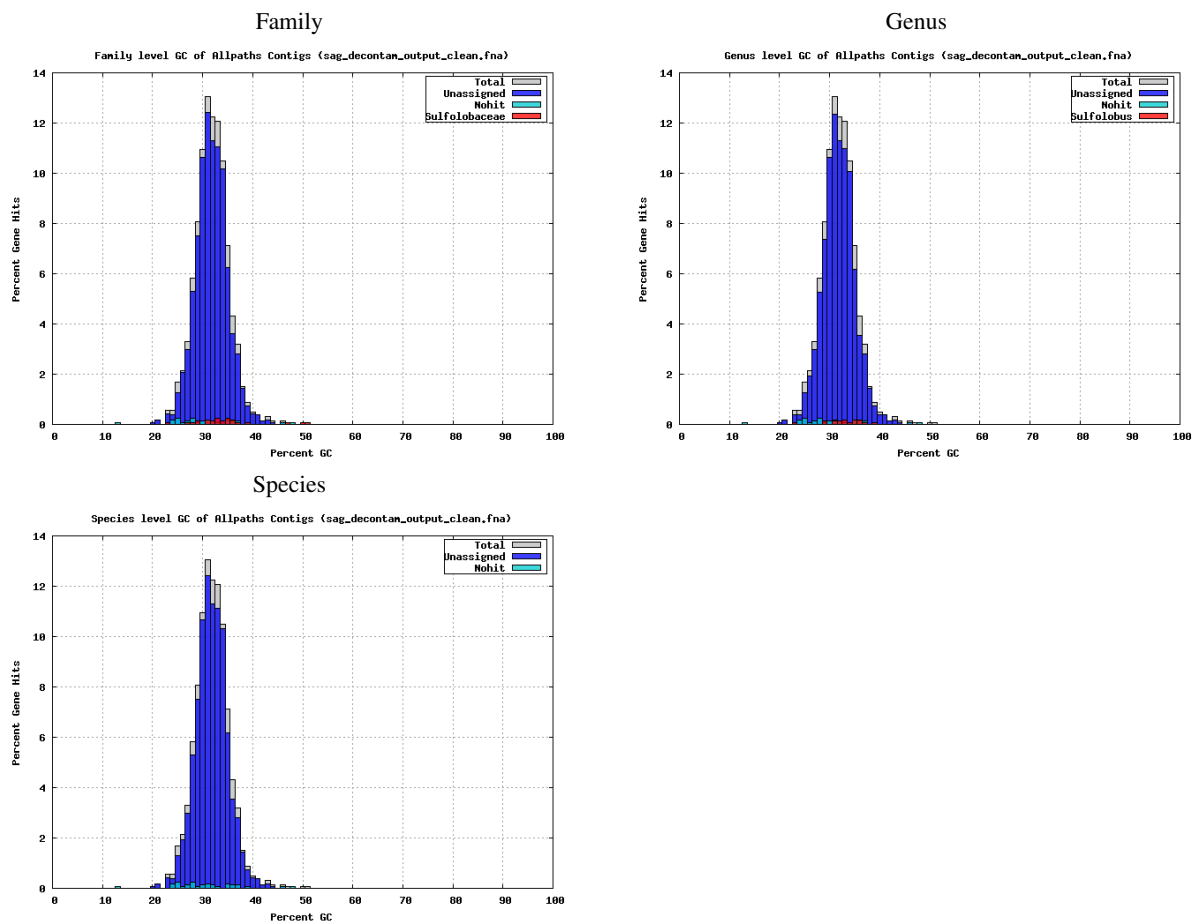 Family
Genus
Family level GC of Allpaths Contigs (sag_decontam_output_clean.fna)
14
12
10
8
6
4
2
0
Percent Gene Hits
Total
Unassigned
Nohit
Sulfolobaceae
0 10 20 30 40 50 60 70 80 90 100
Percent GC
Genus level GC of Allpaths Contigs (sag_decontam_output_clean.fna)
14
12
10
8
6
4
2
0
Percent Gene Hits
Total
Unassigned
Nohit
Sulfolobus
0 10 20 30 40 50 60 70 80 90 100
Percent GC
Species
Species level GC of Allpaths Contigs (sag_decontam_output_clean.fna)
14
12
10
8
6
4
2
0
Percent Gene Hits
Total
Unassigned
Nohit
0 10 20 30 40 50 60 70 80 90 100
Percent GC